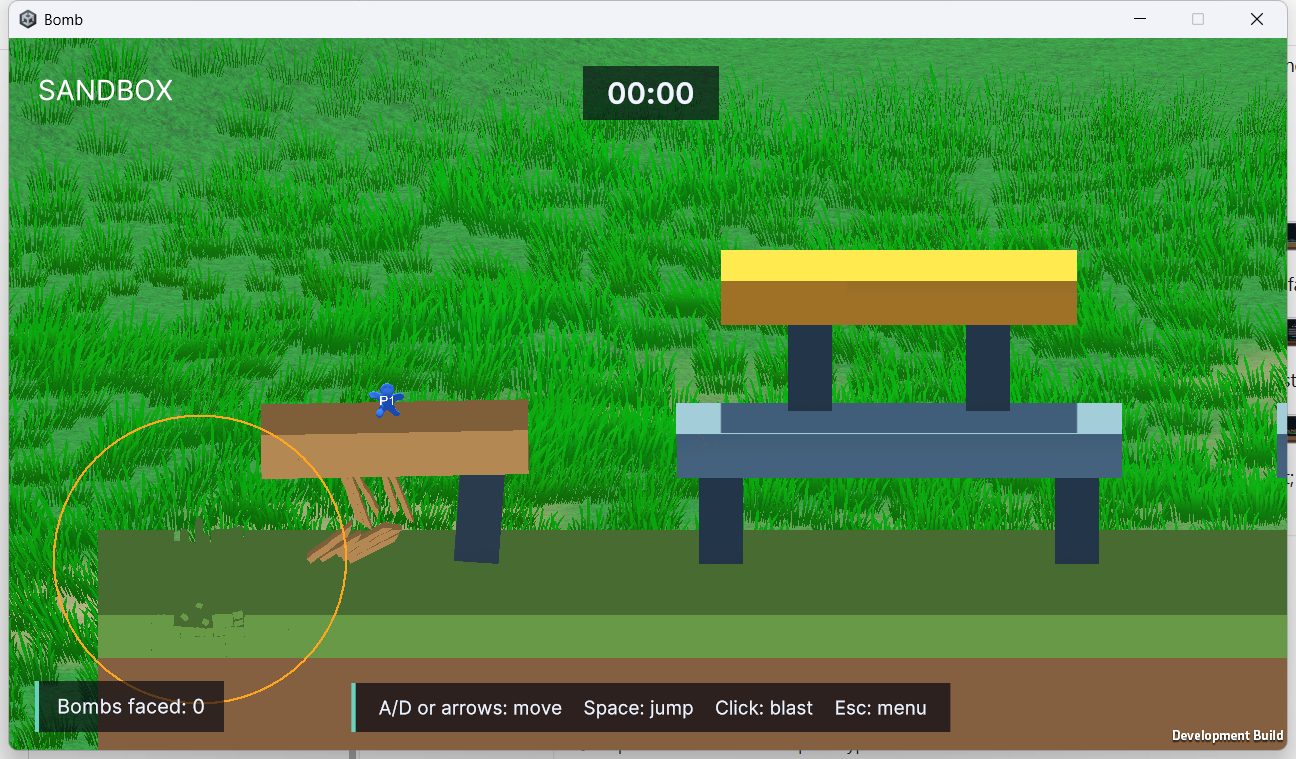 Bomb
SANDBOX
00:00
P1
Bombs faced: 0
A/D or arrows: move Space: jump Click: blast Esc: menu
Development Build